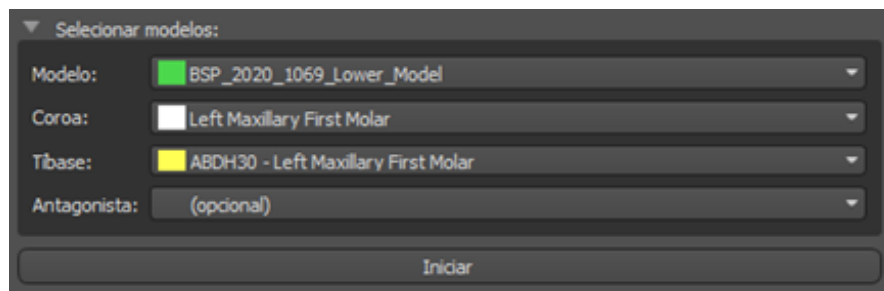 Selecionar modelos:
Modelo: BSP_2020_1069_Lower_Model
Coroa: Left Maxillary First Molar
Tibase: ABDH30 - Left Maxillary First Molar
Antagonista: (opcional)
Iniciar